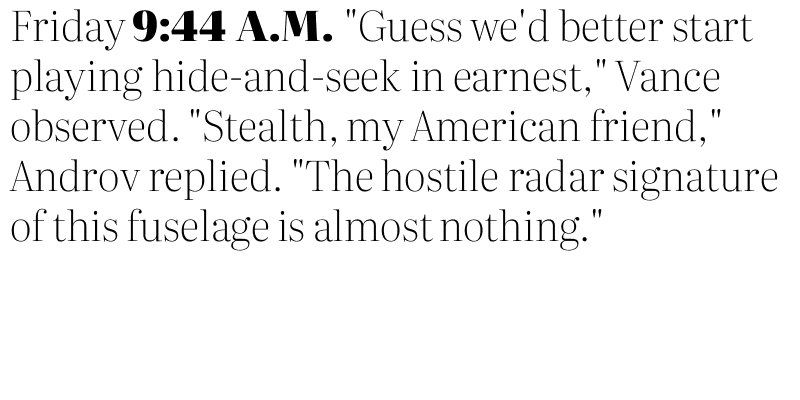 Friday 9:44 A.M. "Guess we'd better start
playing hide-and-seek in earnest," Vance
observed. "Stealth, my American friend,"
Androv replied. "The hostile radar signature
of this fuselage is almost nothing."